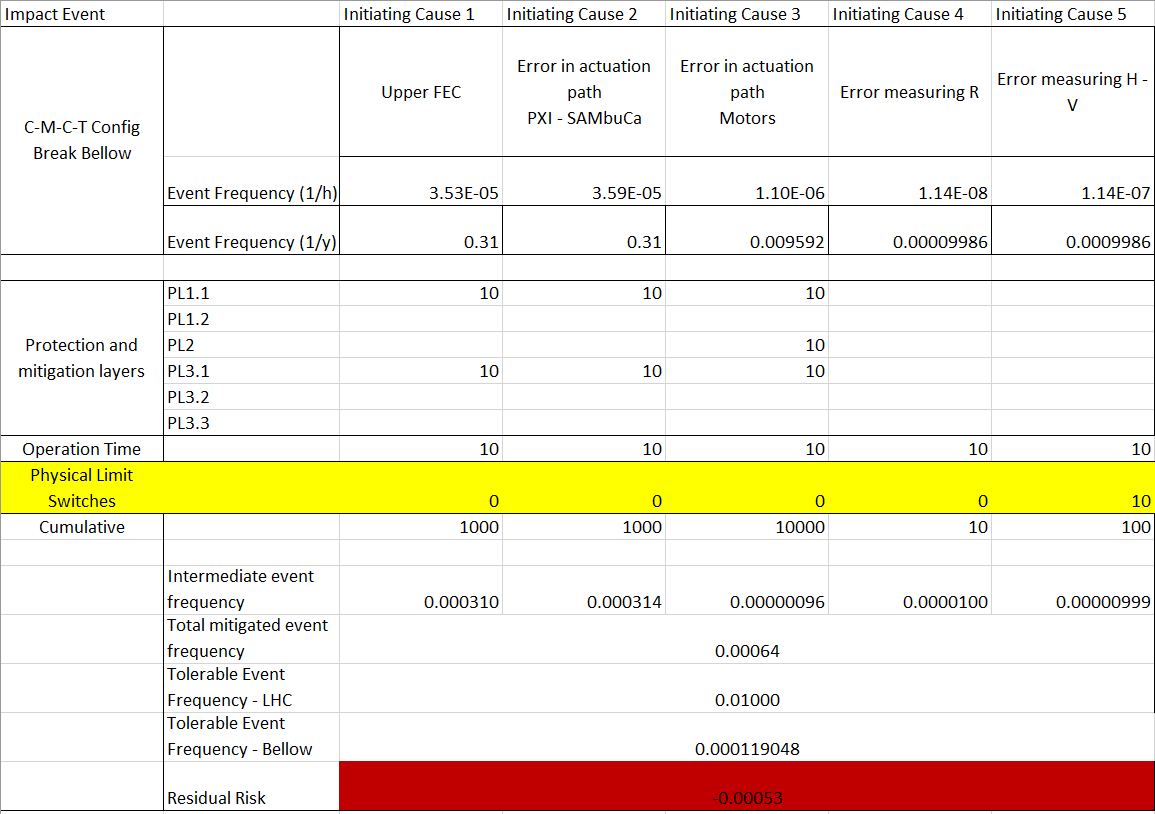 Impact Event Initiating Cause 1 Initiating Cause 2 Initiating Cause 3 Initiating Cause 4 Initiating Cause 5
C-M-C-T Config
Break Bellow
Upper FEC
Error in actuation
path
PXI - SAMbuCa
Error in actuation
path
Motors
Error measuring R
Error measuring H -
V
Event Frequency (1/h) 3.53E-05 3.59E-05 1.10E-06 1.14E-08 1.14E-07
Event Frequency (1/y) 0.31 0.31 0.009592 0.00009986 0.0009986
Protection and
mitigation layers
PL1.1 10 10 10
PL1.2
PL2 10
PL3.1 10 10 10
PL3.2
PL3.3
Operation Time 10 10 10 10 10
Physical Limit
Switches 0 0 0 0 10
Cumulative 1000 1000 10000 10 100
Intermediate event
frequency 0.000310 0.000314 0.00000096 0.0000100 0.00000999
Total mitigated event
frequency 0.00064
Tolerable Event
Frequency - LHC 0.01000
Tolerable Event
Frequency - Bellow 0.000119048
Residual Risk -0.00053